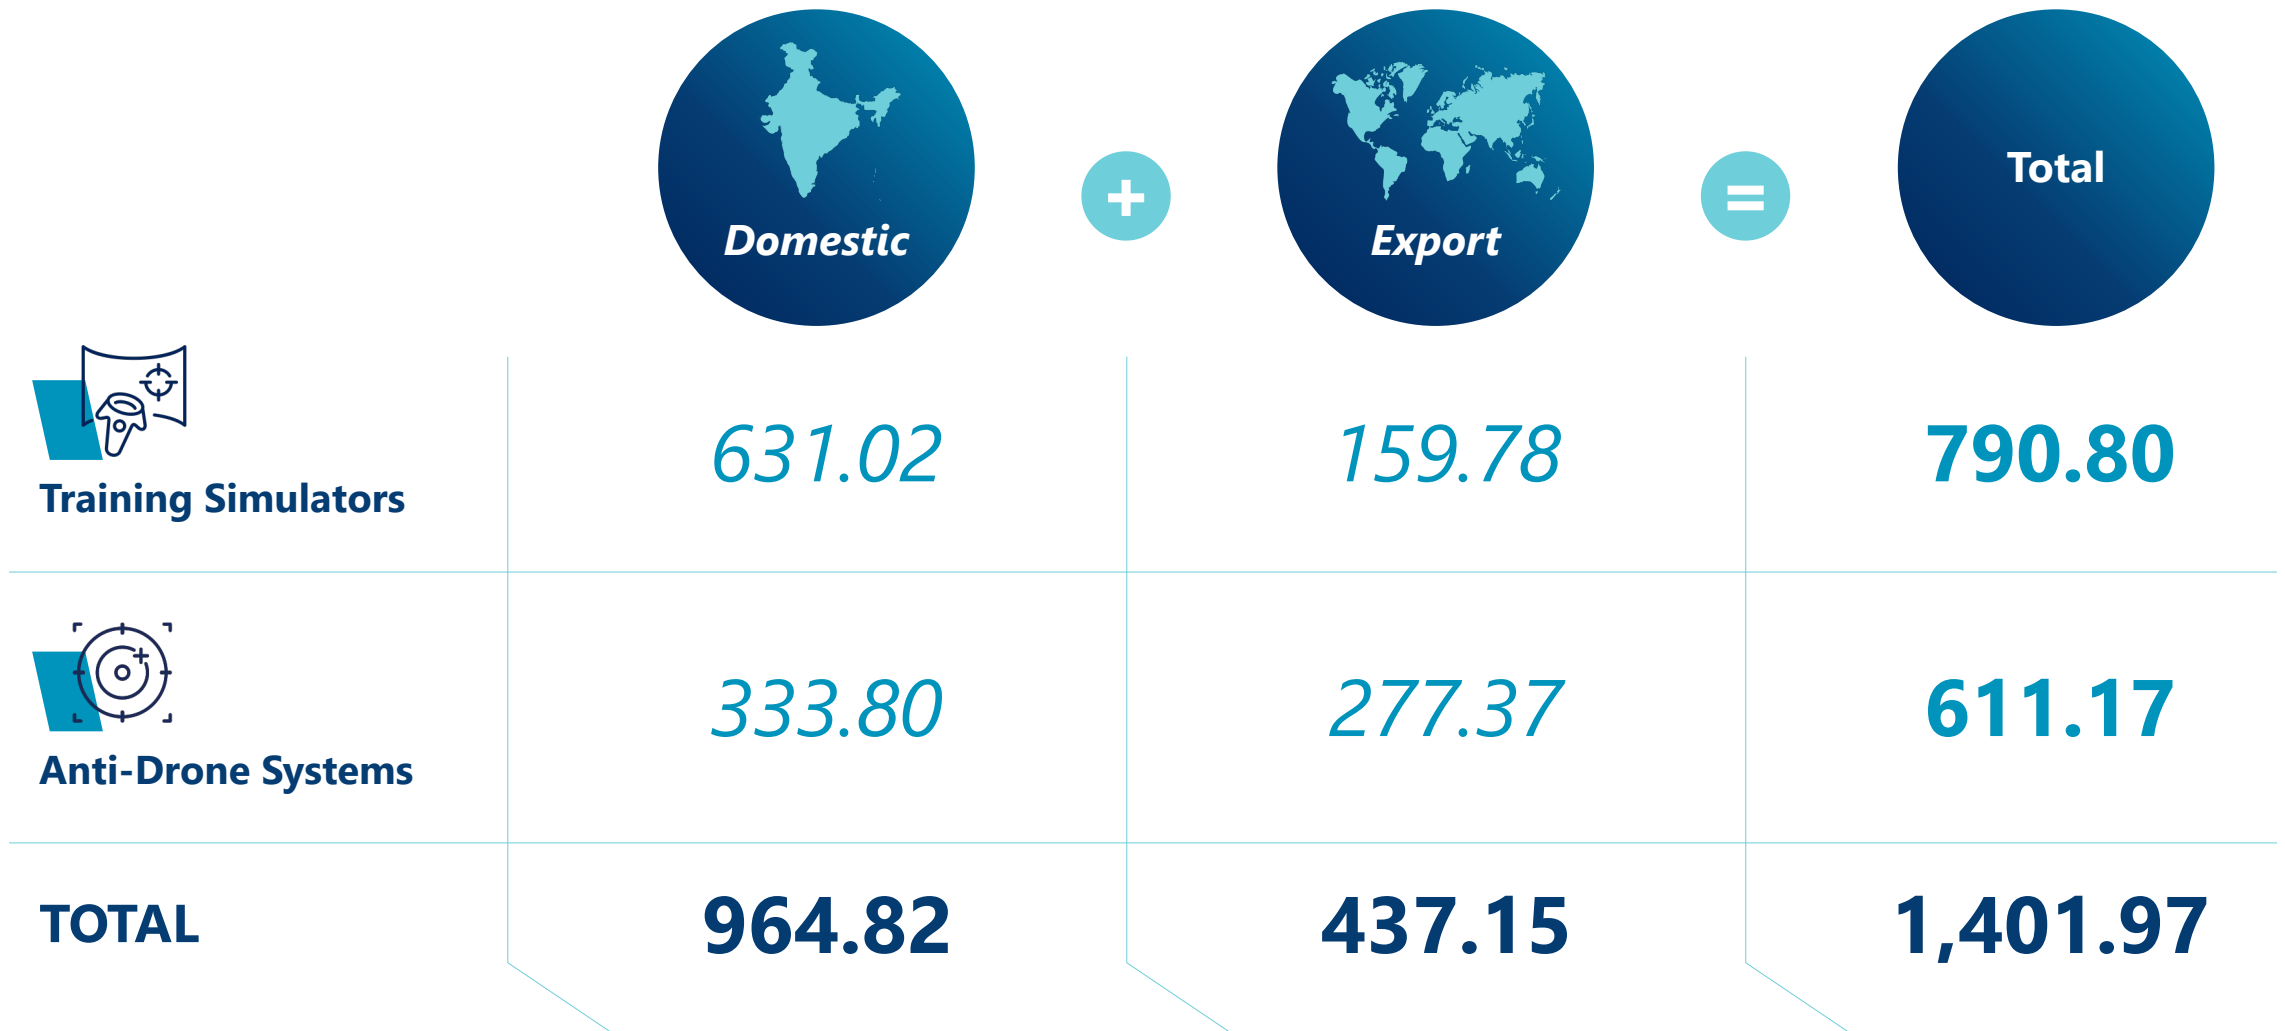 Domestic
+
Export
=
Total
Training Simulators
631.02
159.78
790.80
Anti-Drone Systems
333.80
277.37
611.17
TOTAL
964.82
437.15
1,401.97